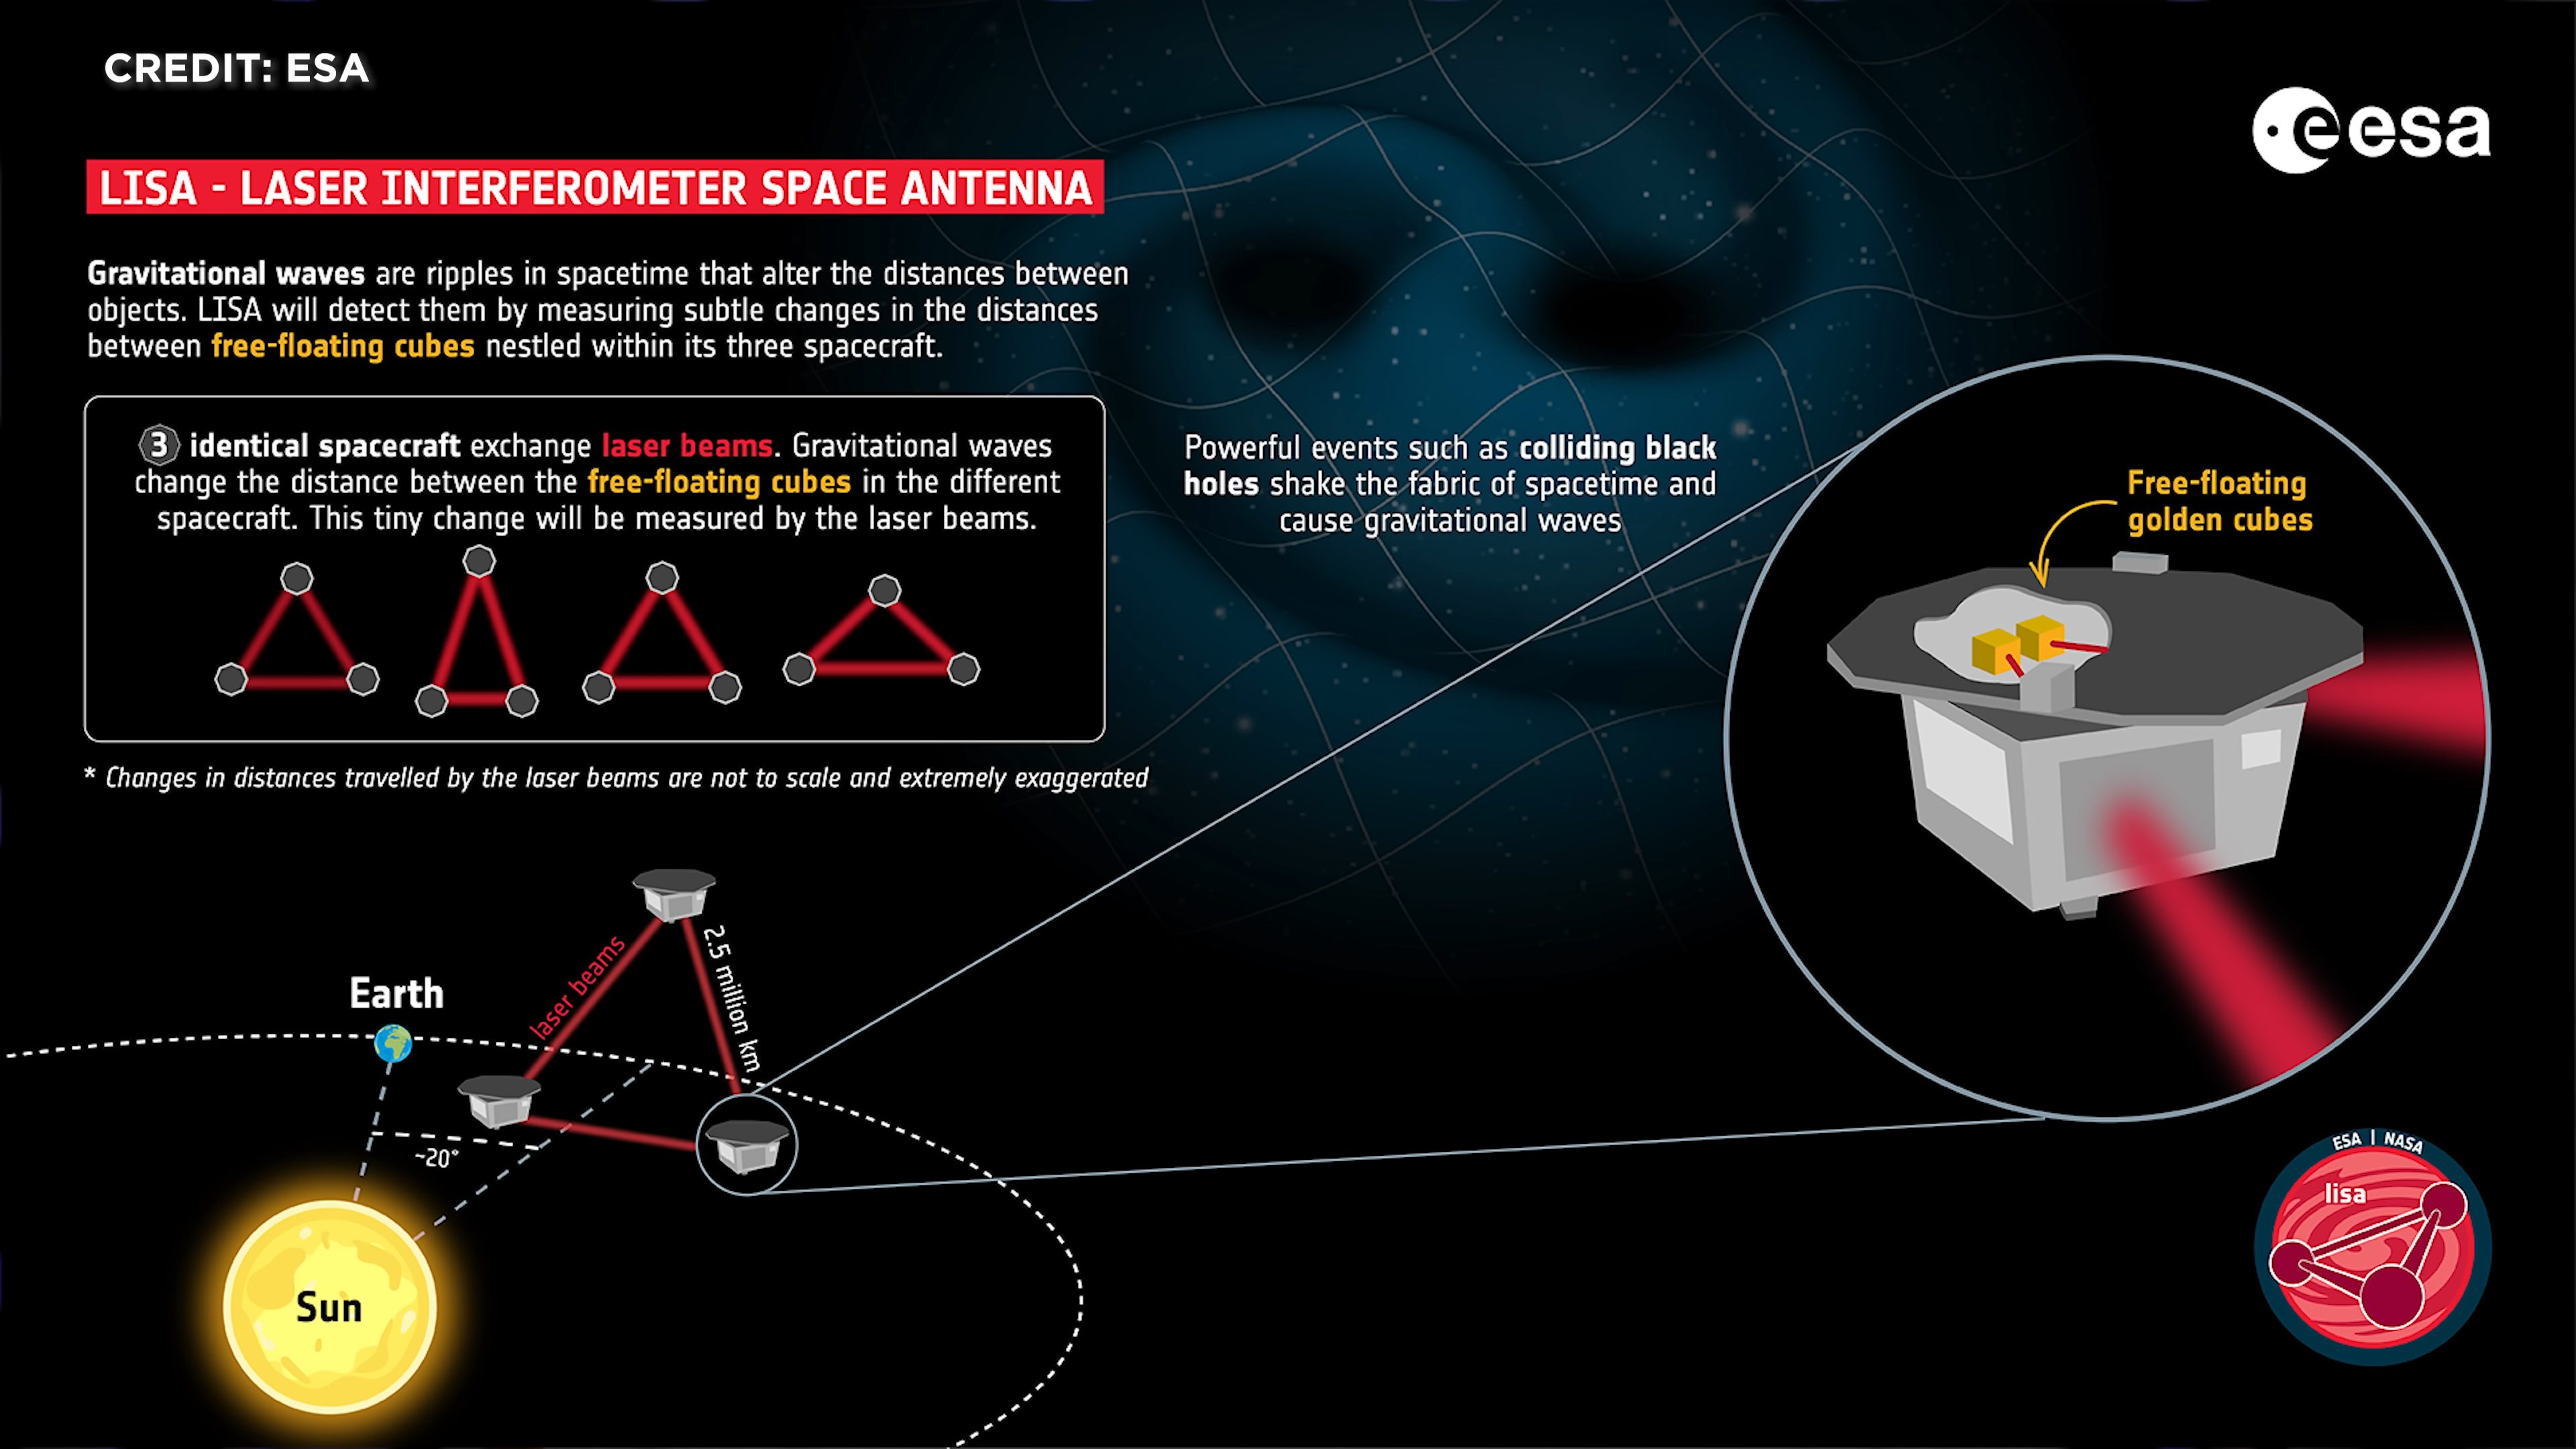 CREDIT: ESA
esa
LISA - LASER INTERFEROMETER SPACE ANTENNA
Gravitational waves are ripples in spacetime that alter the distances between
objects. LISA will detect them by measuring subtle changes in the distances
between free-floating cubes nestled within its three spacecraft.
3 identical spacecraft exchange laser beams. Gravitational waves
change the distance between the free-floating cubes in the different
spacecraft. This tiny change will be measured by the laser beams.
* Changes in distances travelled by the laser beams are not to scale and extremely exaggerated
Powerful events such as colliding black
holes shake the fabric of spacetime and
cause gravitational waves
Free-floating
golden cubes
laser beams
2.5 million km
Earth
~20°
Sun
ESA | NASA
lisa